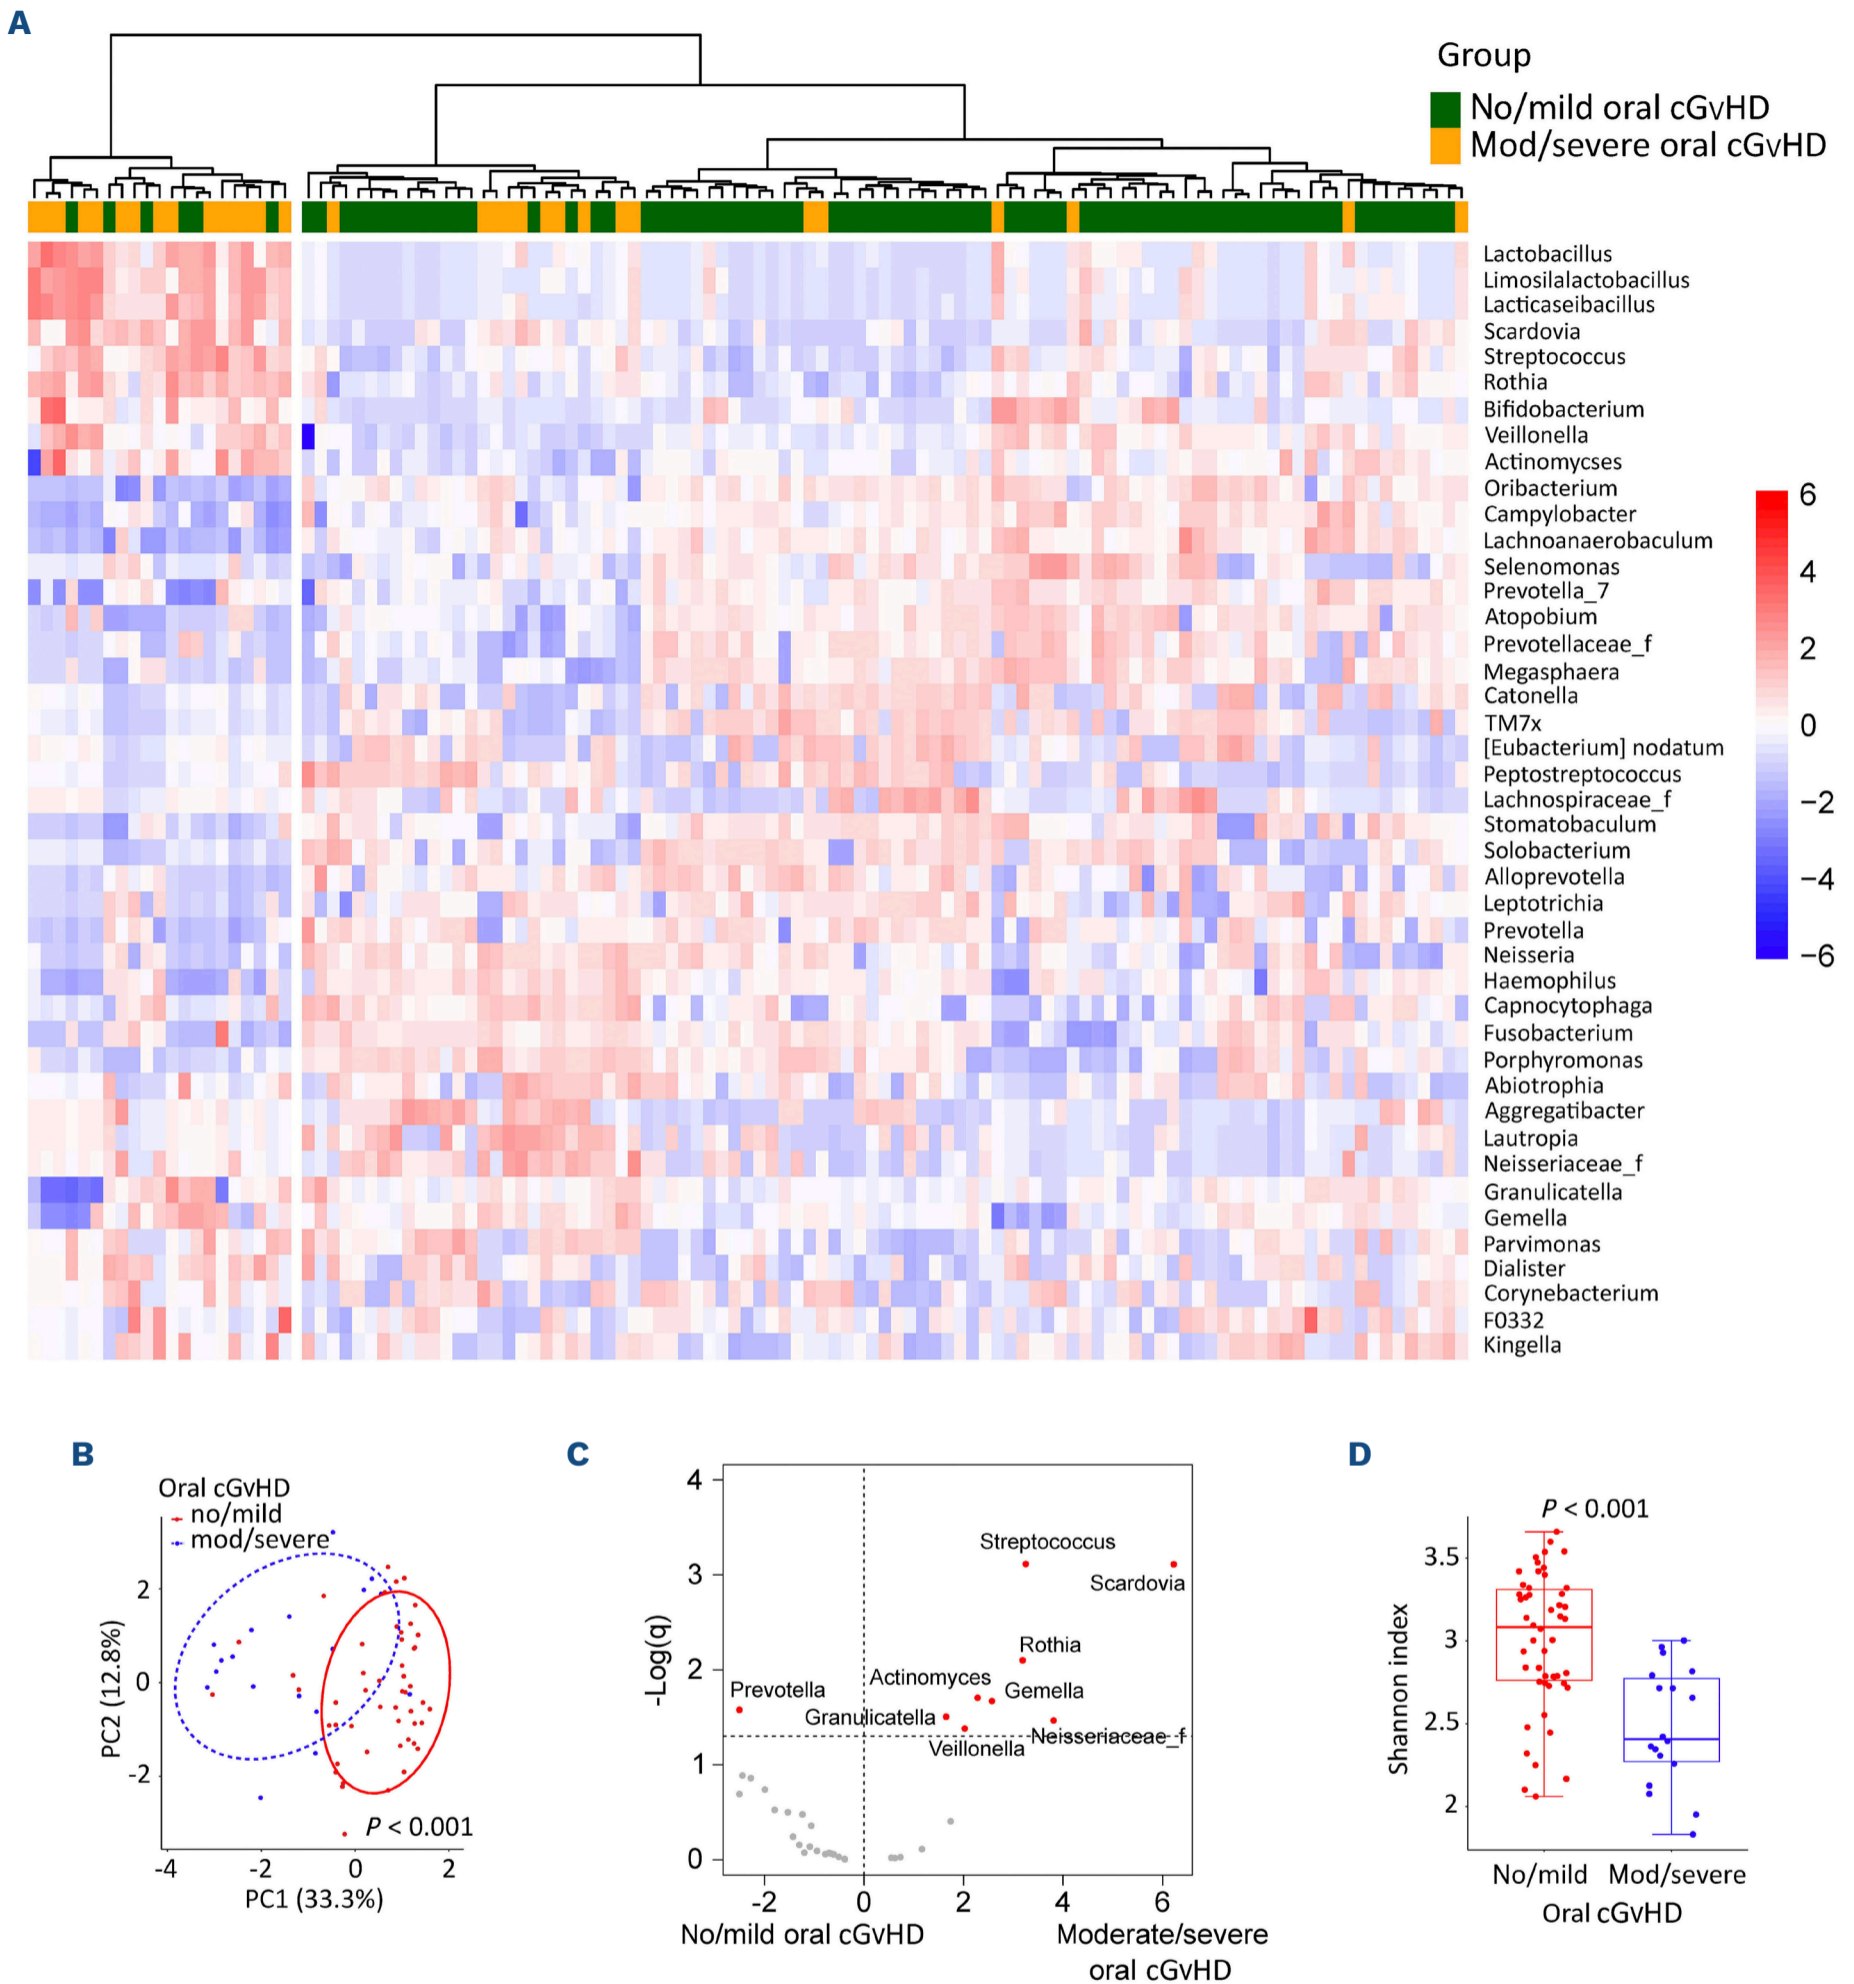 A
Group
No/mild oral cGvHD
Mod/severe oral cGvHD
Lactobacillus
Limosilalactobacillus
Lacticaseibacillus
Scardovia
Streptococcus
Rothia
Bifidobacterium
Veillonella
Actinomycses
Oribacterium
Campylobacter
Lachnoanaerobaculum
Selenomonas
Prevotella_7
Atopobium
Prevotellaceae_f
Megasphaera
Catonella
TM7x
[Eubacterium] nodatum
Peptostreptococcus
Lachnospiraceae_f
Stomatobaculum
Solobacterium
Alloprevotella
Leptotrichia
Prevotella
Neisseria
Haemophilus
Capnocytophaga
Fusobacterium
Porphyromonas
Abiotrophia
Aggregatibacter
Lautropia
Neisseriaceae_f
Granulicatella
Gemella
Parvimonas
Dialister
Corynebacterium
F0332
Kingella
6
4
2
0
−2
−4
−6
B
Oral cGvHD
no/mild
mod/severe
2
0
-2
PC2 (12.8%)
P < 0.001
-4 -2 0 2
PC1 (33.3%)
C
4
3
2
1
0
-Log(q)
Streptococcus
Scardovia
Rothia
Actinomyces
Gemella
Prevotella
Granulicatella
Neisseriaceae_f
Veillonella
-2 0 2 4 6
No/mild oral cGvHD
Moderate/severe
oral cGvHD
D
P < 0.001
3.5
3
2.5
2
Shannon index
No/mild Mod/severe
Oral cGvHD